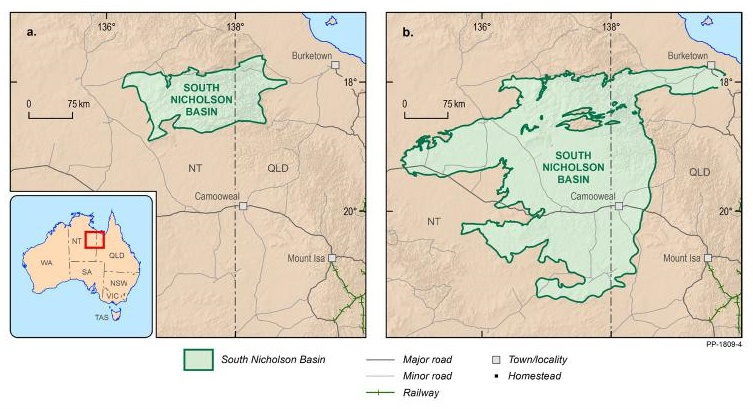 a.
136°
138°
Burketown
18°
SOUTH
NICHOLSON
BASIN
0 75 km
NT
QLD
Camooweal
Mount Isa
WA
NT
QLD
SA
NSW
VIC
TAS
b.
136°
138°
Burketown
18°
0 75 km
SOUTH
NICHOLSON
BASIN
QLD
Camooweal
20°
NT
Mount Isa
PP-1809-4
South Nicholson Basin
Major road
Minor road
Railway
Town/locality
Homestead